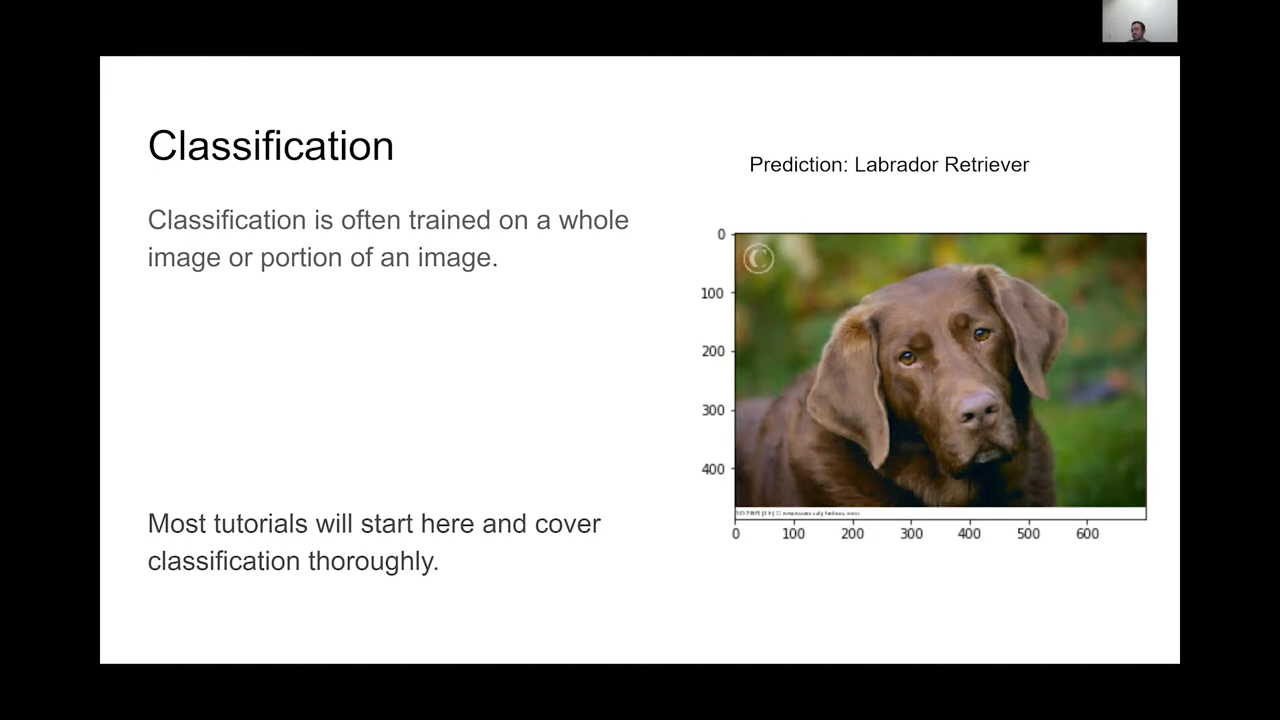 Classification
Prediction: Labrador Retriever
Classification is often trained on a whole
image or portion of an image.
0
100
200
300
400
0 100 200 300 400 500 600
Most tutorials will start here and cover
classification thoroughly.